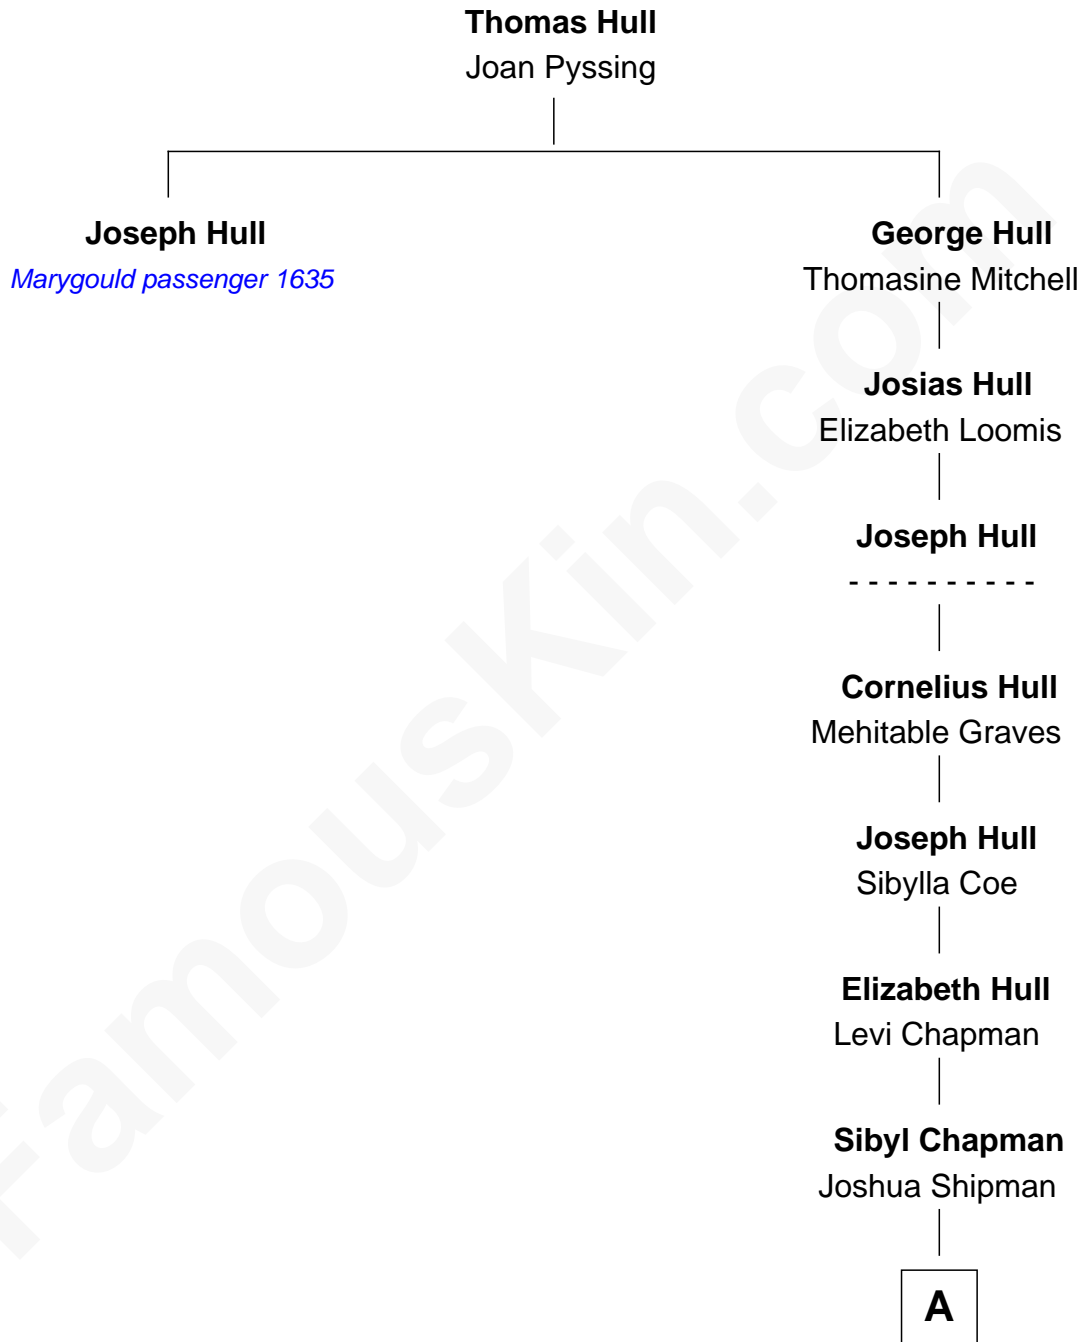 Thomas Hull
Joan Pyssing
Joseph Hull
Marygould passenger 1635
George Hull
Thomasine Mitchell
Josias Hull
Elizabeth Loomis
Joseph Hull
- - - - - - - - - -
Cornelius Hull
Mehitable Graves
Joseph Hull
Sibylla Coe
Elizabeth Hull
Levi Chapman
Sibyl Chapman
Joshua Shipman
A
FamousKin.com